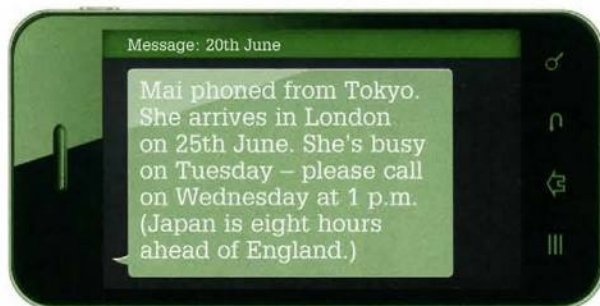 Message: 20th June
Mai phoned from Tokyo.
She arrives in London
on 25th June. She's busy
on Tuesday – please call
on Wednesday at 1 p.m.
(Japan is eight hours
ahead of England.)